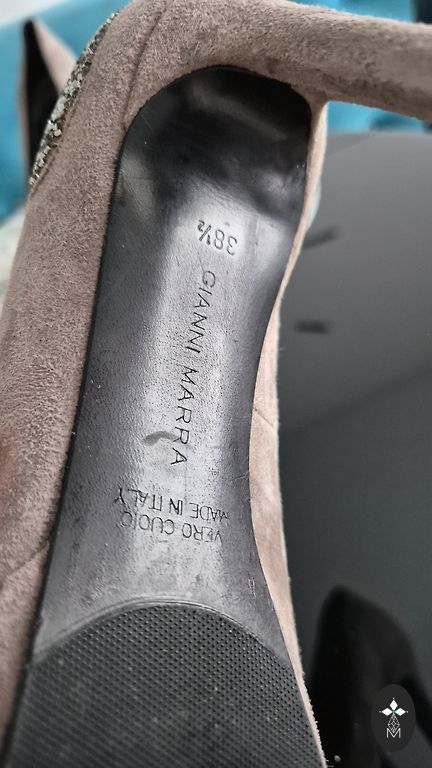 38½
GIANNI MARRA
VERO CUOIO
MADE IN ITALY
M